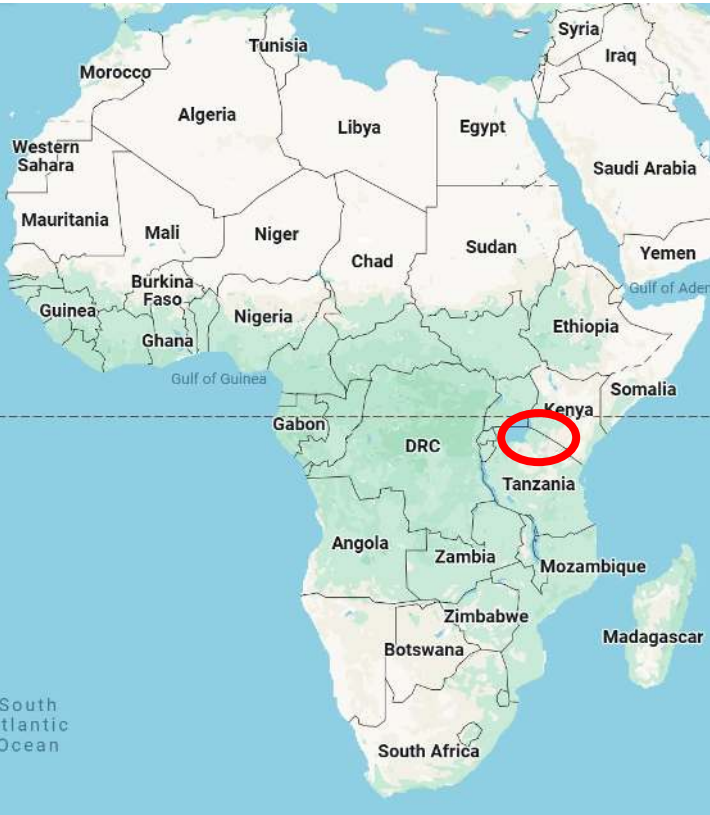 Tunisia
Syria
Iraq
Morocco
Algeria
Libya
Egypt
Western
Sahara
Saudi Arabia
Mauritania
Mali
Niger
Chad
Sudan
Yemen
Burkina
Faso
Gulf of Aden
Guinea
Nigeria
Ghana
Ethiopia
Gulf of Guinea
Somalia
Kenya
Gabon
DRC
Tanzania
Angola
Zambia
Mozambique
Zimbabwe
Madagascar
Botswana
South
tlantic
Ocean
South Africa